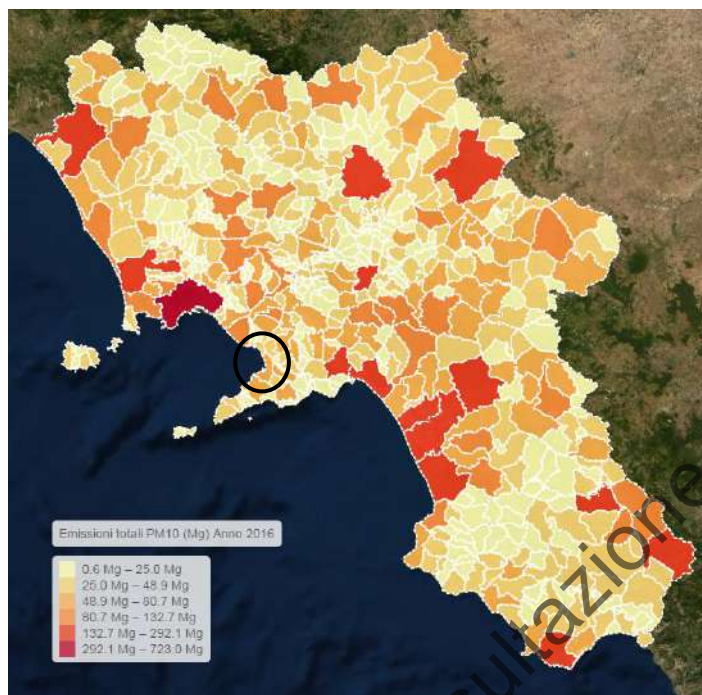 Emissioni totali PM10 (Mg) Anno 2016
0.6 Mg – 25.0 Mg
25.0 Mg – 48.9 Mg
48.9 Mg – 80.7 Mg
80.7 Mg – 132.7 Mg
132.7 Mg – 292.1 Mg
292.1 Mg – 723.0 Mg
sultazione